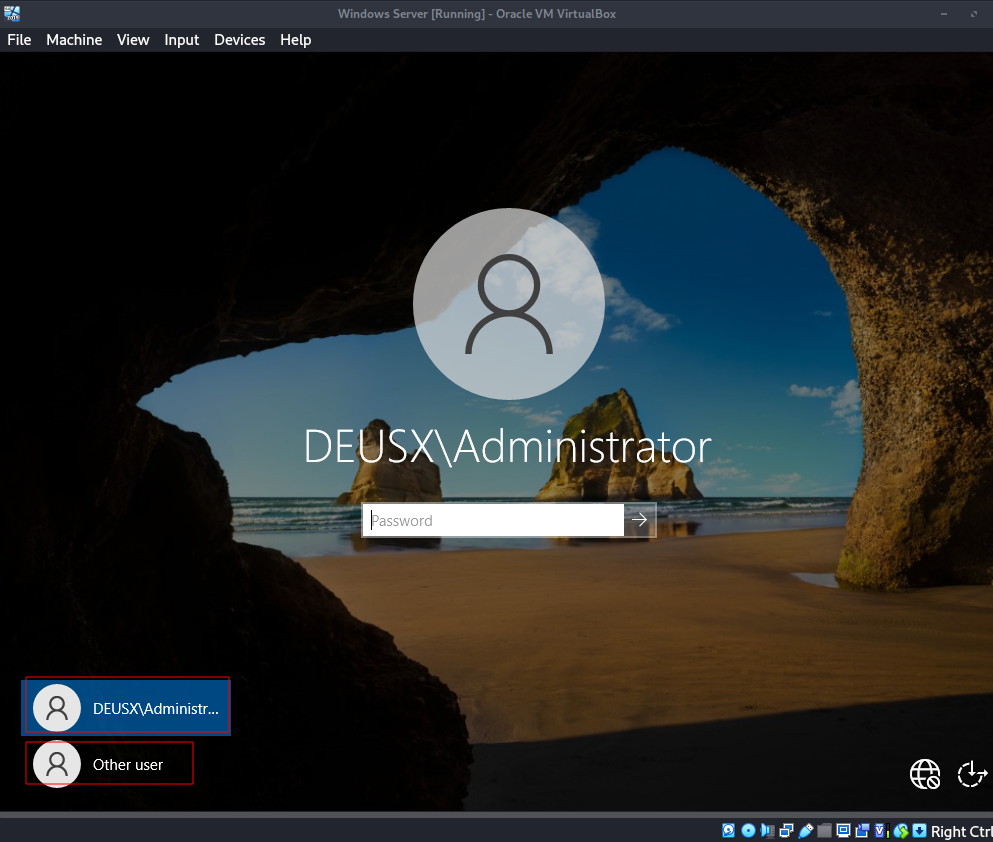 Windows Server [Running] - Oracle VM VirtualBox
File Machine View Input Devices Help
DEUSX\Administrator
Password
DEUSX\Administr...
Other user
Right Ctrl